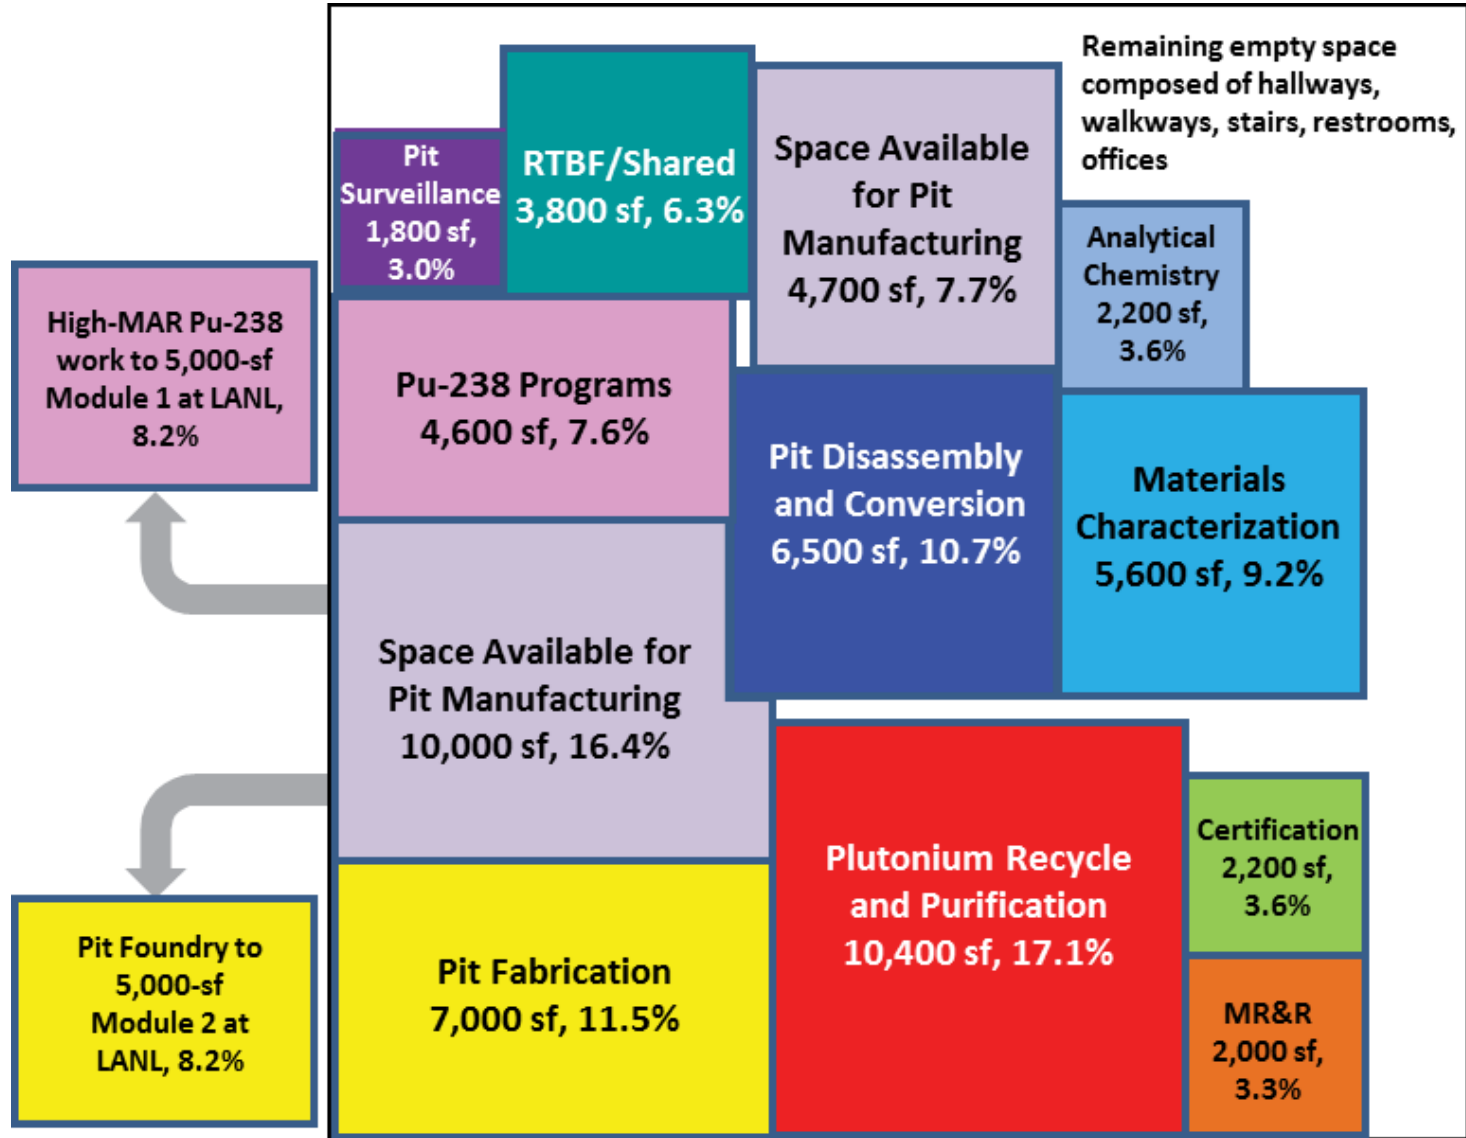 Remaining empty space
composed of hallways,
walkways, stairs, restrooms,
offices
Pit
Surveillance
1,800 sf,
3.0%
RTBF/Shared
3,800 sf, 6.3%
Space Available
for Pit
Manufacturing
4,700 sf, 7.7%
Analytical
Chemistry
2,200 sf,
3.6%
High-MAR Pu-238
work to 5,000-sf
Module 1 at LANL,
8.2%
Pu-238 Programs
4,600 sf, 7.6%
Pit Disassembly
and Conversion
6,500 sf, 10.7%
Materials
Characterization
5,600 sf, 9.2%
Space Available for
Pit Manufacturing
10,000 sf, 16.4%
Plutonium Recycle
and Purification
10,400 sf, 17.1%
Certification
2,200 sf,
3.6%
Pit Foundry to
5,000-sf
Module 2 at
LANL, 8.2%
Pit Fabrication
7,000 sf, 11.5%
MR&R
2,000 sf,
3.3%